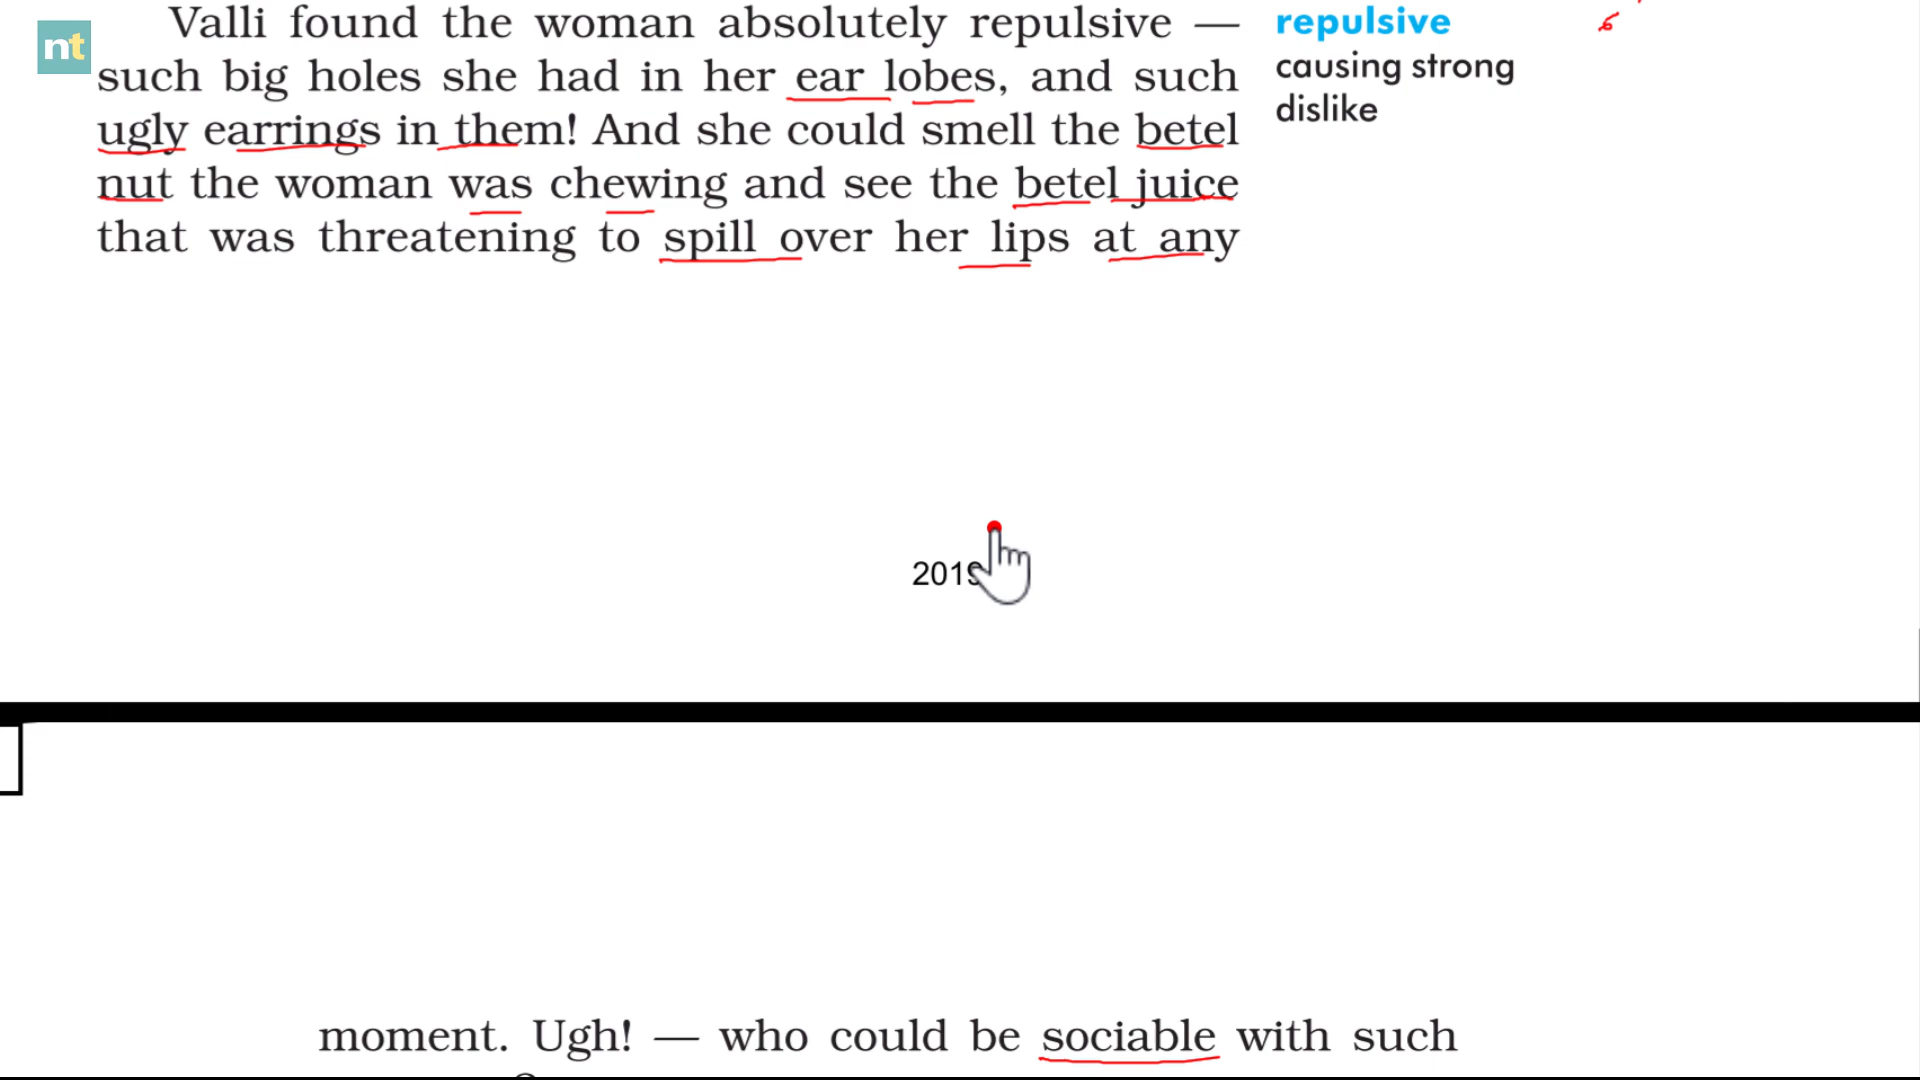 nt
Valli found the woman absolutely repulsive —
such big holes she had in her ear lobes, and such
ugly earrings in them! And she could smell the betel
nut the woman was chewing and see the betel juice
that was threatening to spill over her lips at any
repulsive
causing strong
dislike
2019
moment. Ugh! — who could be sociable with such